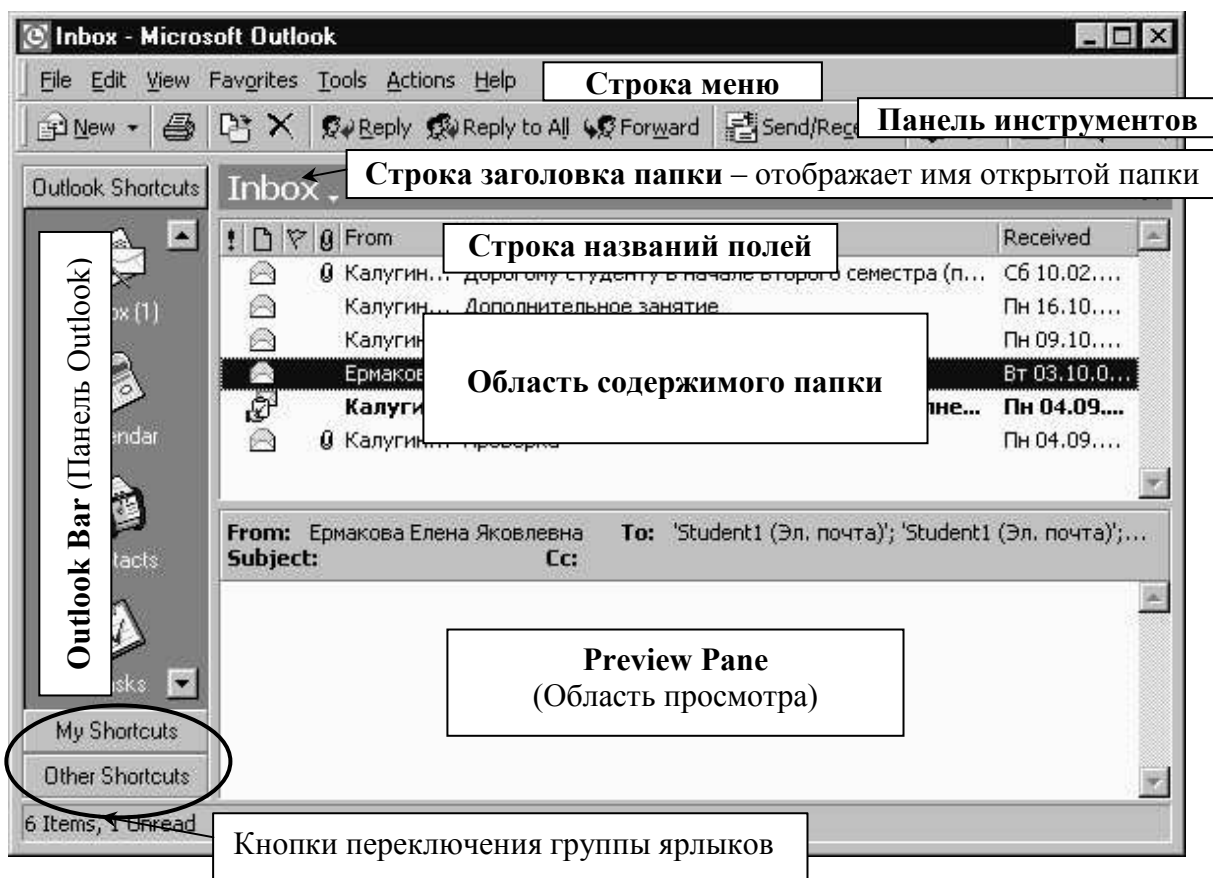 Inbox - Microsoft Outlook
File Edit View Favorites Tools Actions Help
Строка меню
New Reply Reply to All Forward
Панель инструментов
Outlook Shortcuts
Inbox
Строка заголовка папки – отображает имя открытой папки
From
Строка названий полей
Received
Калугин... Дорогому студенту в начале второго семестра (п... Сб 10.02....
Калугин... Дополнительное занятие Пн 16.10....
Пн 09.10....
Вт 03.10.0...
Пн 04.09....
Калугин... Пн 04.09....
Область содержимого папки
Outlook Bar (Панель Outlook)
From: Ермакова Елена Яковлевна To: 'Student1 (Эл. почта)'; 'Student1 (Эл. почта)';...
Subject: Cc:
Preview Pane
(Область просмотра)
My Shortcuts
Other Shortcuts
6 Items, 1 Unread
Кнопки переключения группы ярлыков